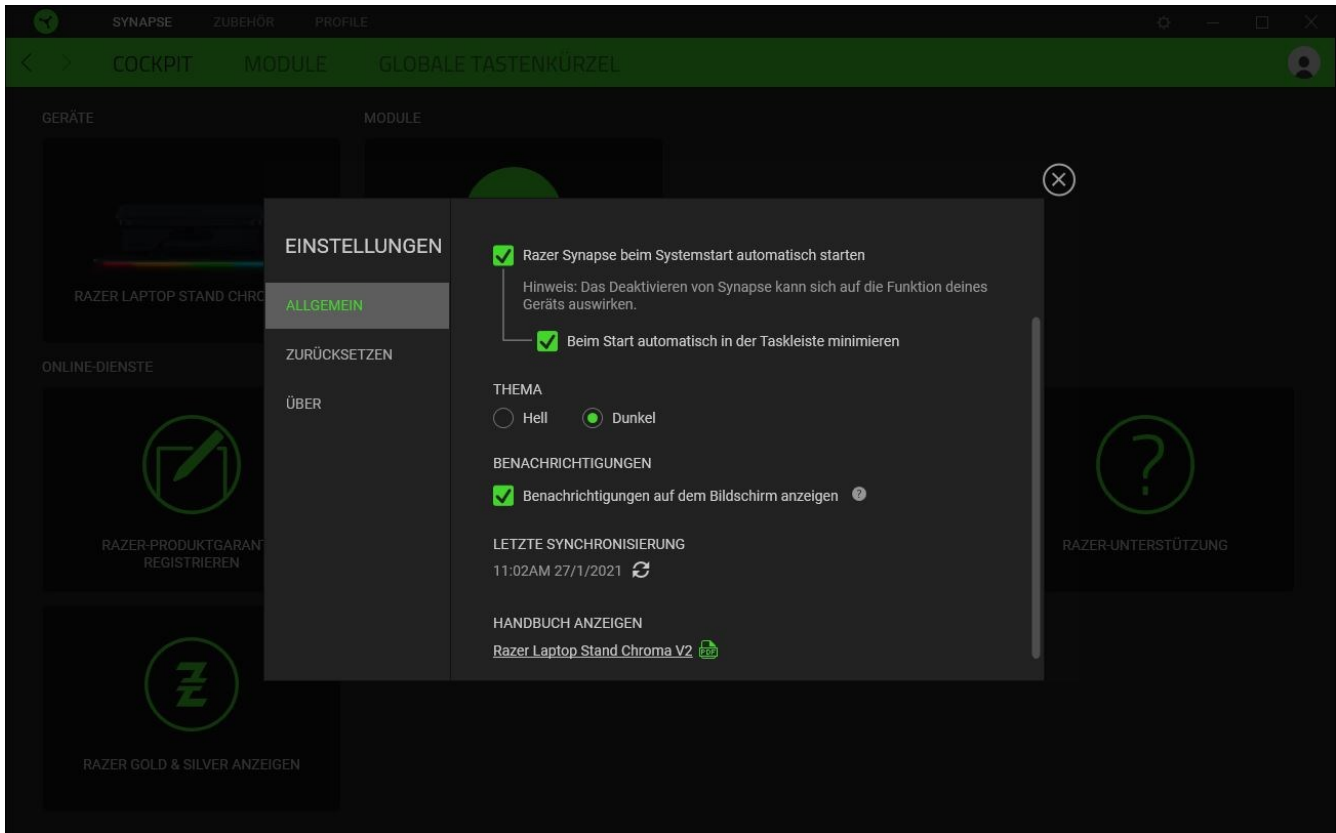 SYNAPSE ZUBEHÖR PROFILE
COCKPIT MODULE GLOBALE TASTENKÜRZEL
GERÄTE MODULE
RAZER LAPTOP STAND CHRO
ONLINE-DIENSTE
RAZER-PRODUKTGARAN
REGISTRIEREN
RAZER GOLD & SILVER ANZEIGEN
RAZER-UNTERSTÜTZUNG
EINSTELLUNGEN
ALLGEMEIN
ZURÜCKSETZEN
ÜBER
Razer Synapse beim Systemstart automatisch starten
Hinweis: Das Deaktivieren von Synapse kann sich auf die Funktion deines
Geräts auswirken.
Beim Start automatisch in der Taskleiste minimieren
THEMA
Hell Dunkel
BENACHRICHTIGUNGEN
Benachrichtigungen auf dem Bildschirm anzeigen ?
LETZTE SYNCHRONISIERUNG
11:02AM 27/1/2021
HANDBUCH ANZEIGEN
Razer Laptop Stand Chroma V2 PDF